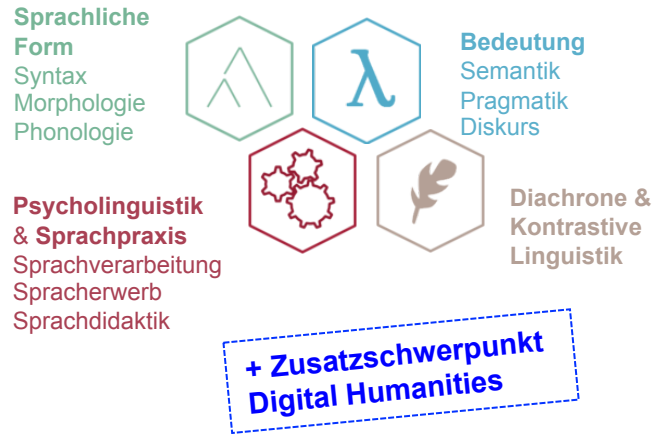 Sprachliche
Form
Syntax
Morphologie
Phonologie
λ
Bedeutung
Semantik
Pragmatik
Diskurs
Psycholinguistik
& Sprachpraxis
Sprachverarbeitung
Spracherwerb
Sprachdidaktik
Diachrone &
Kontrastive
Linguistik
+ Zusatzschwerpunkt
Digital Humanities